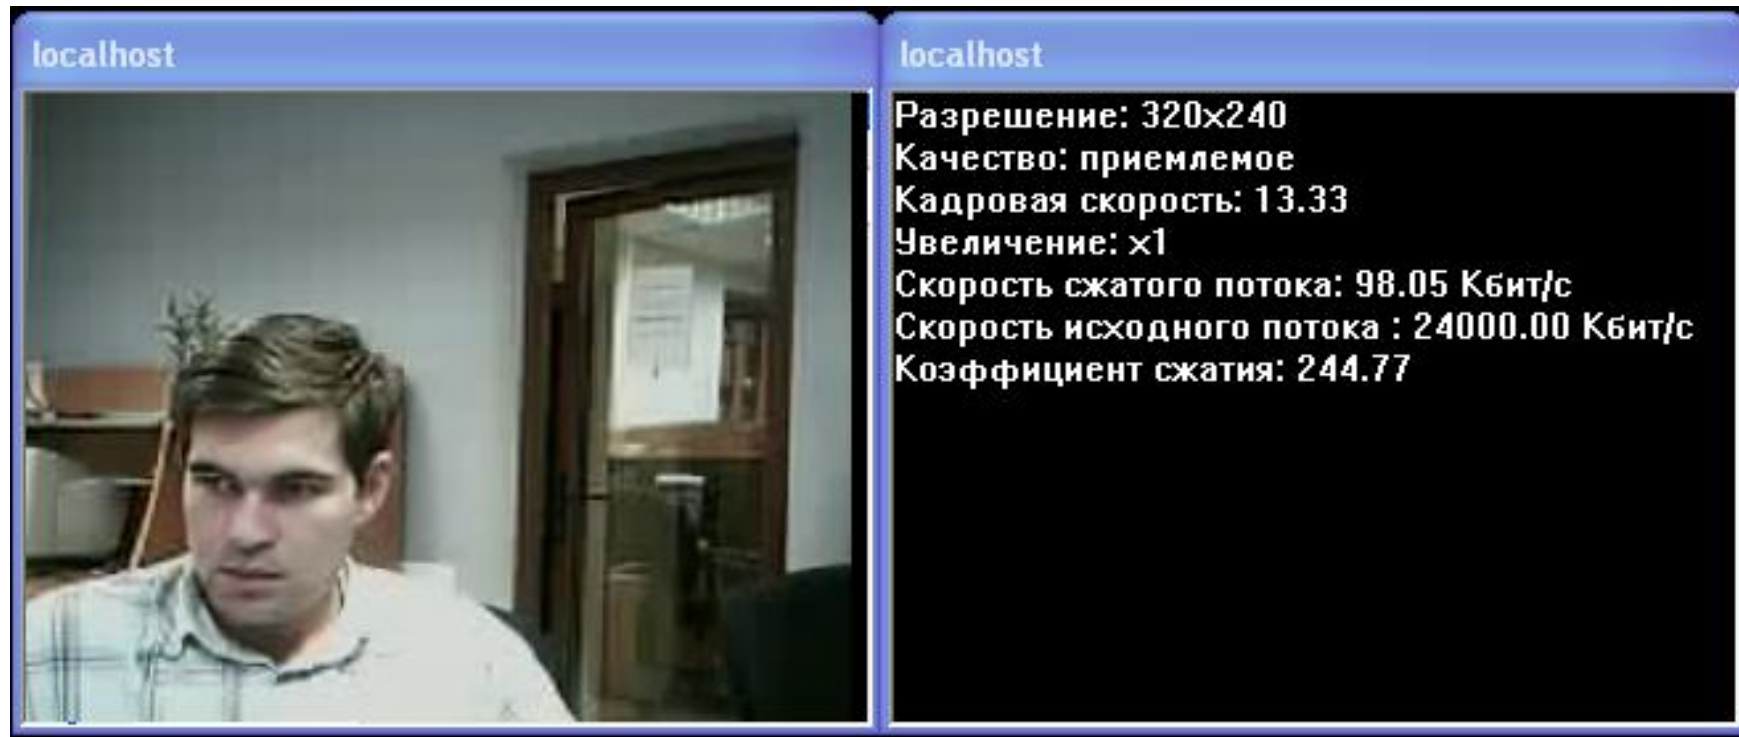 localhost
localhost
Разрешение: 320x240
Качество: приемлемое
Кадровая скорость: 13.33
Увеличение: x1
Скорость сжатого потока: 98.05 Кбит/с
Скорость исходного потока : 24000.00 Кбит/с
Коэффициент сжатия: 244.77